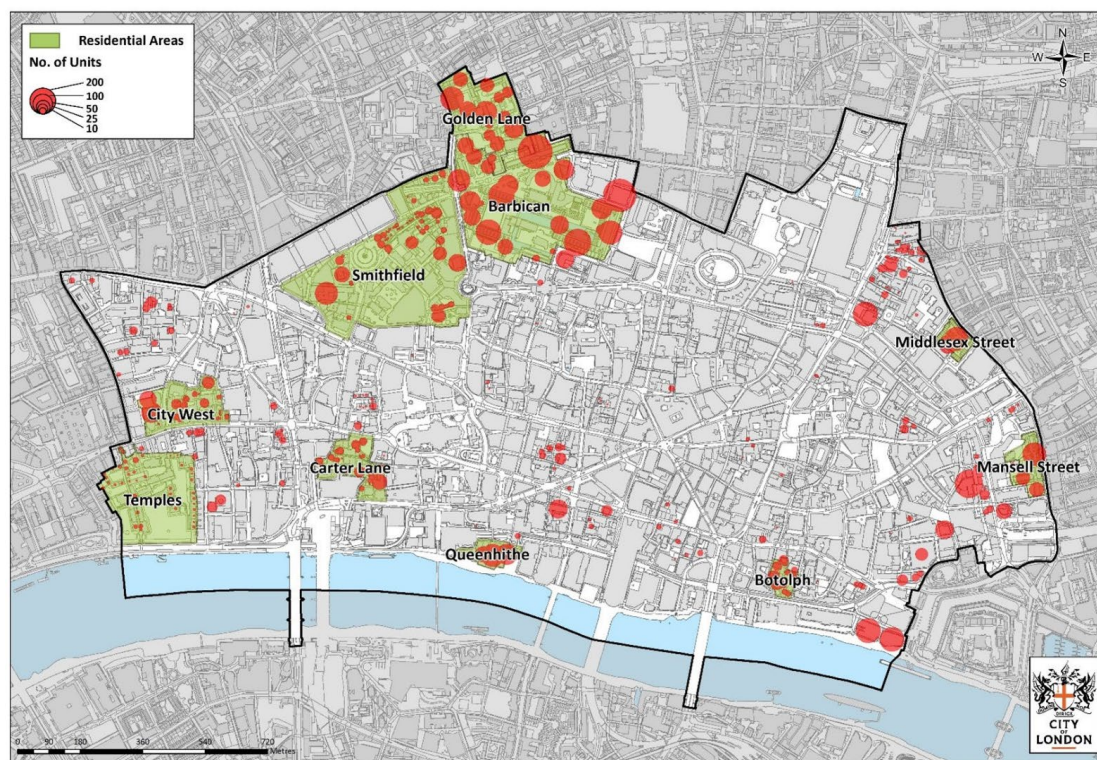 Residential Areas
No. of Units
200
100
50
25
10
N
W E
S
Golden Lane
Barbican
Smithfield
Middlesex Street
City West
Carter Lane
Mansell Street
Temples
Queenhithe
Botolph
0 90 180 360 540 720
Metres
CITY
OF
LONDON